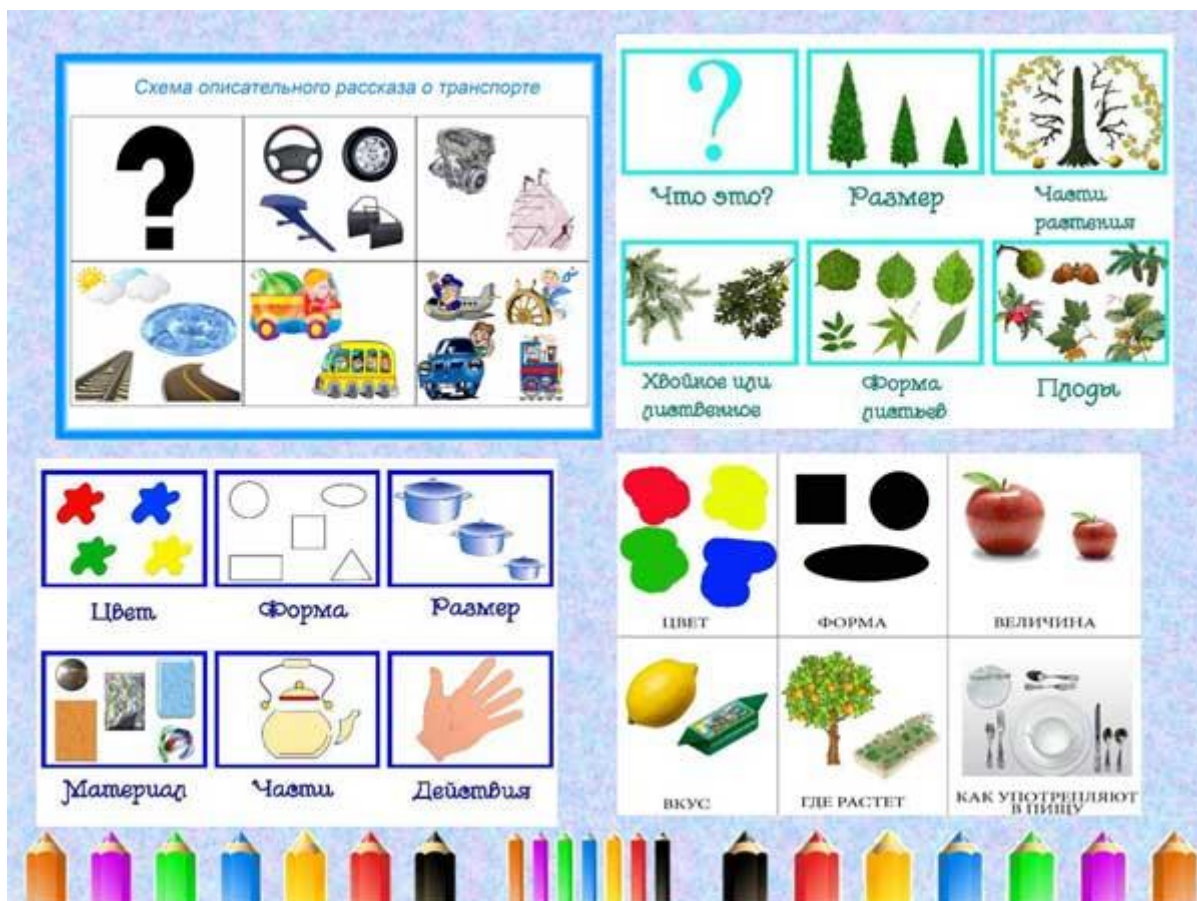 Схема описательного рассказа о транспорте
Что это?
Размер
Части
растения
Хвойное или
лиственное
Форма
листьев
Плоды
Цвет
Форма
Размер
Материал
Части
Действия
ЦВЕТ
ФОРМА
ВЕЛИЧИНА
ВКУС
ГДЕ РАСТЕТ
КАК УПОТРЕПЛЯЮТ
В ПИЩУ